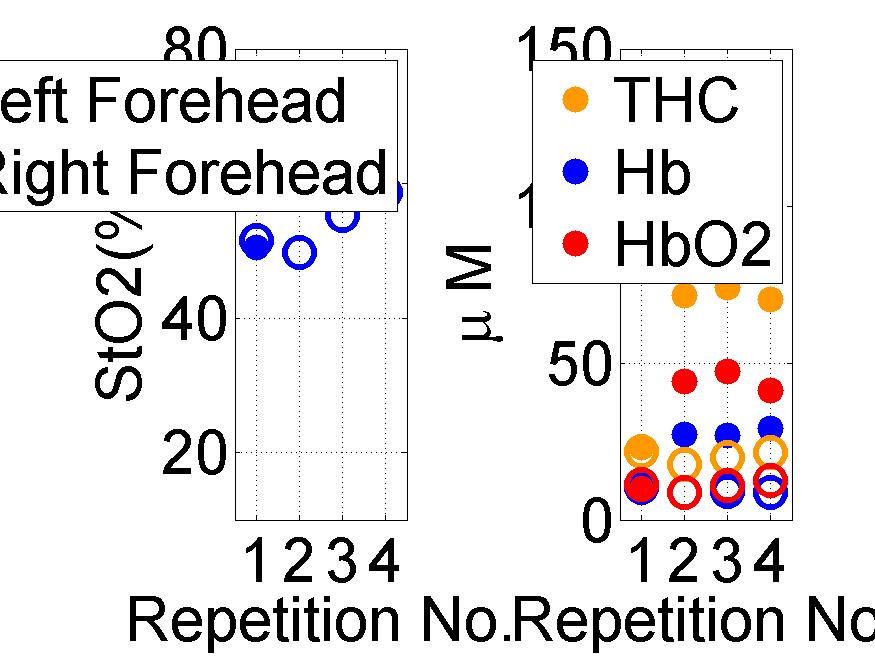 80
eft Forehead
Right Forehead
40
20
StO2(%
1 2 3 4
Repetition No.
150
1
THC
Hb
HbO2
50
0
μ M
1 2 3 4
Repetition No